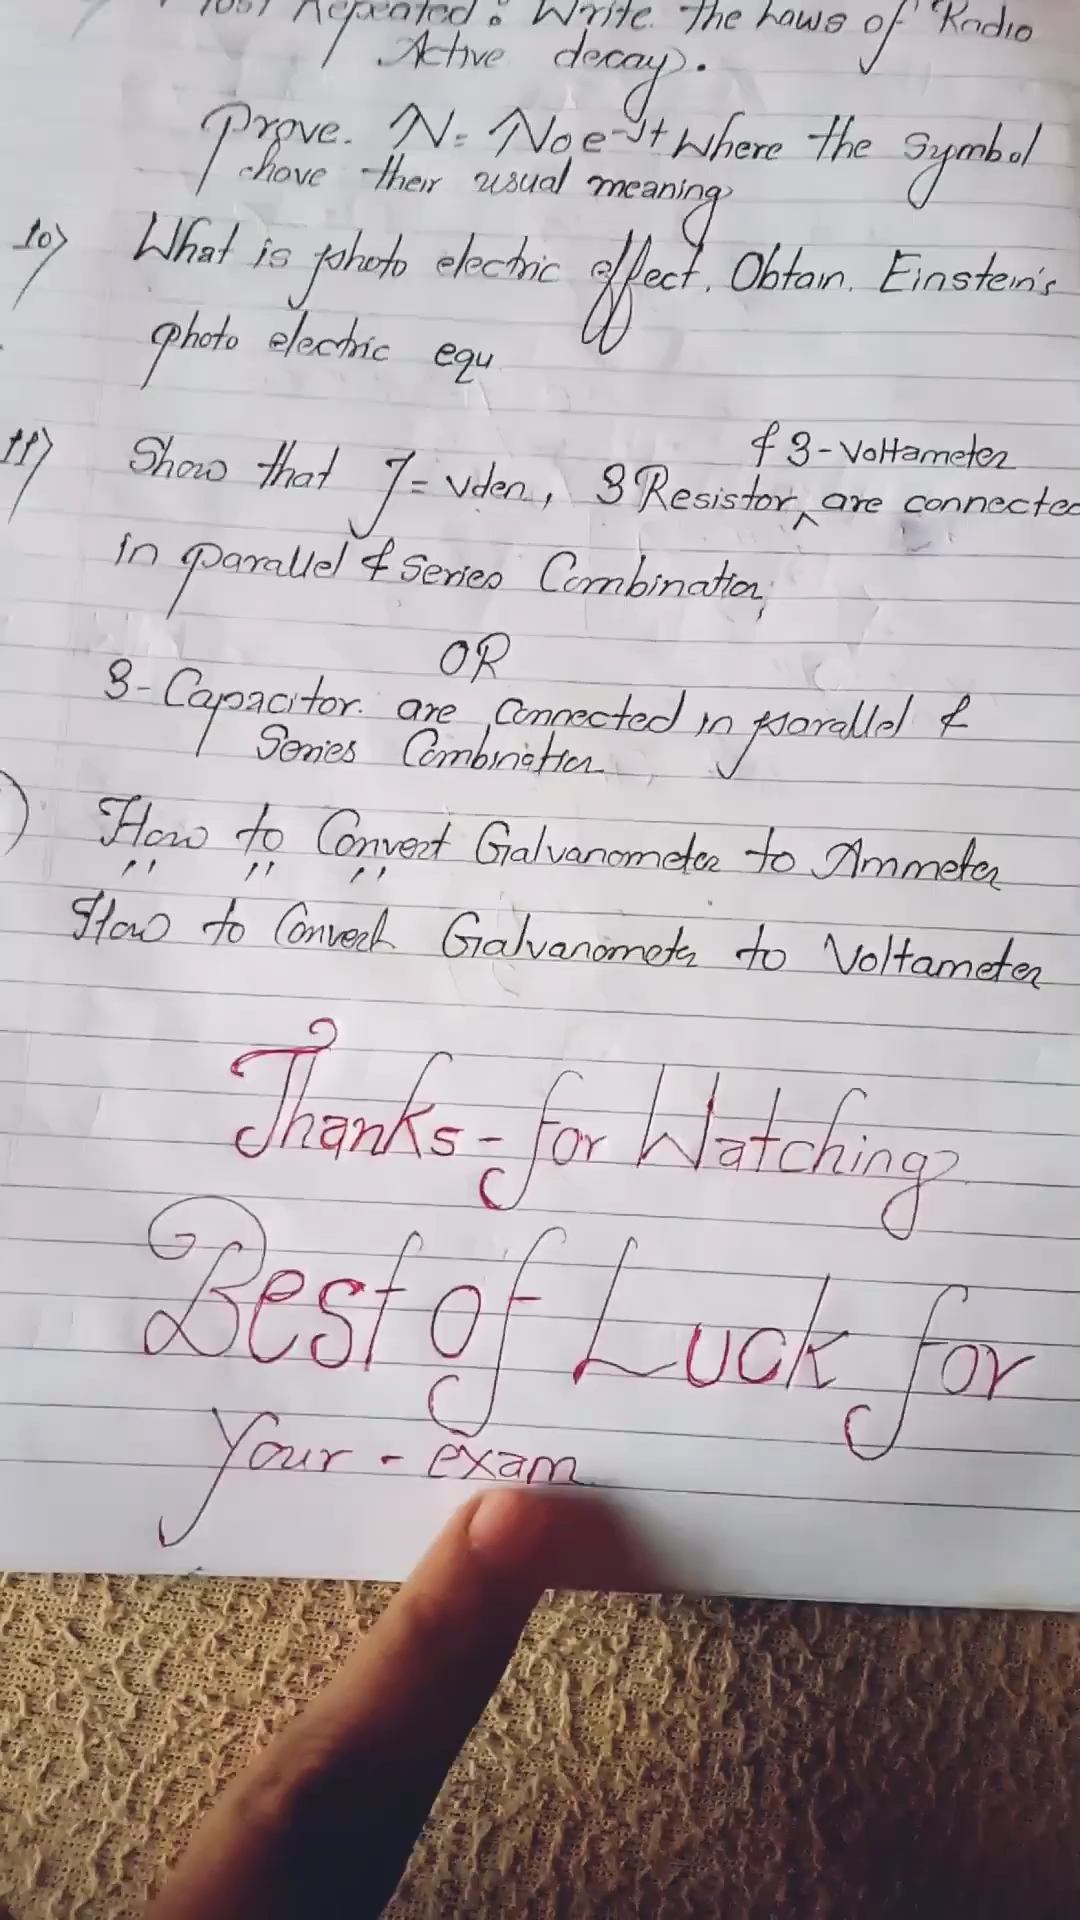 Repeated: Write the Laws of Radio
Active decay.
Prove. N = Noe-λt where the symbol
have their usual meaning
10) What is photo electric effect. Obtain. Einstein's
photo electric equ
11) Show that J = vden, 3 Resistor & 3-Voltameter are connected
in parallel & Series Combination,
OR
3-Capacitor. are connected in parallel &
Series Combination
) How to Convert Galvanometer to Ammeter
" " "
How to Convert Galvanometer to Voltameter
Thanks-for Watching
Best of Luck for
your - exam